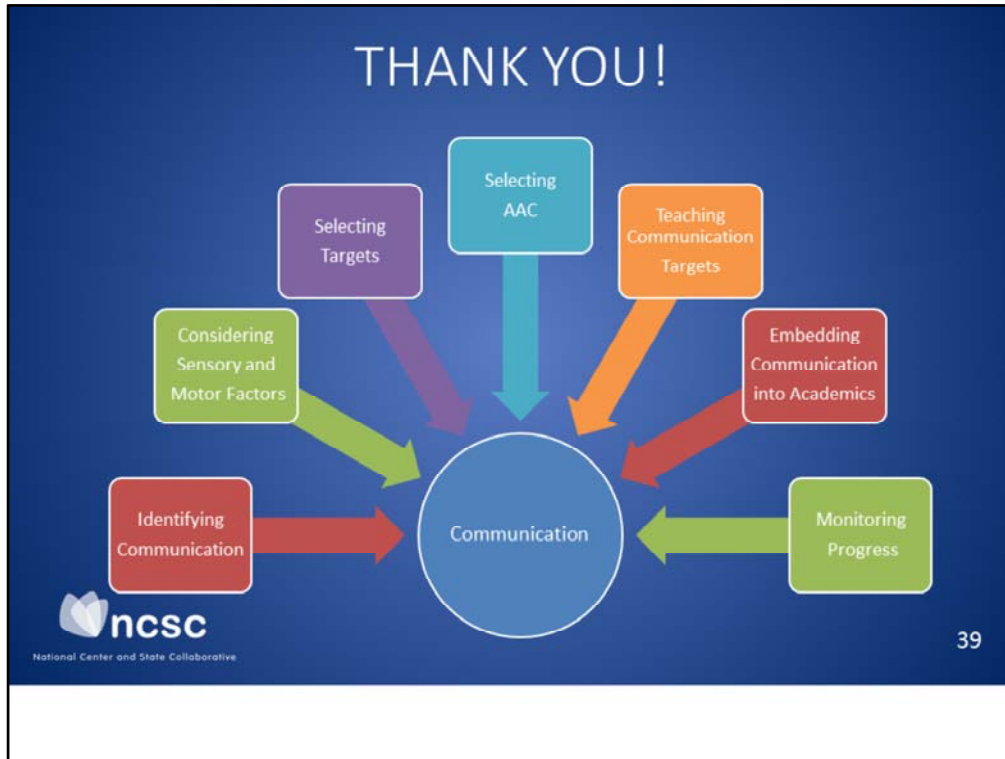 THANK YOU!
Selecting
AAC
Selecting
Targets
Teaching
Communication
Targets
Considering
Sensory and
Motor Factors
Embedding
Communication
into Academics
Identifying
Communication
Communication
Monitoring
Progress
ncsc
National Center and State Collaborative
39